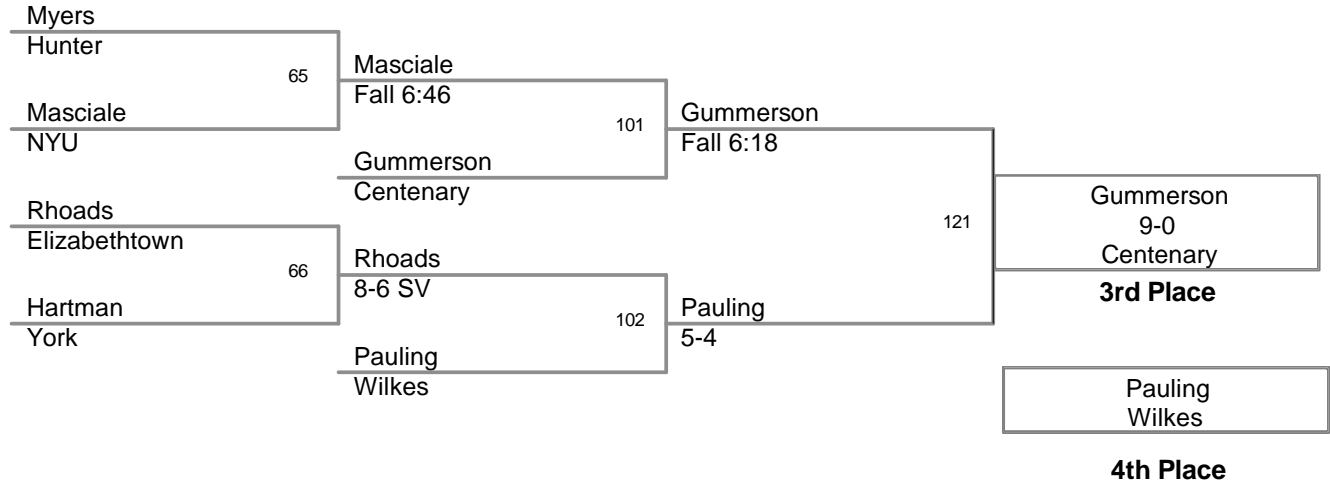 Myers
Hunter
65
Masciale
Fall 6:46
Masciale
NYU
101
Gummerson
Fall 6:18
Gummerson
Centenary
Rhoads
Elizabethtown
121
Gummerson
9-0
Centenary
3rd Place
66
Rhoads
8-6 SV
Hartman
York
102
Pauling
5-4
Pauling
Wilkes
Pauling
Wilkes
4th Place